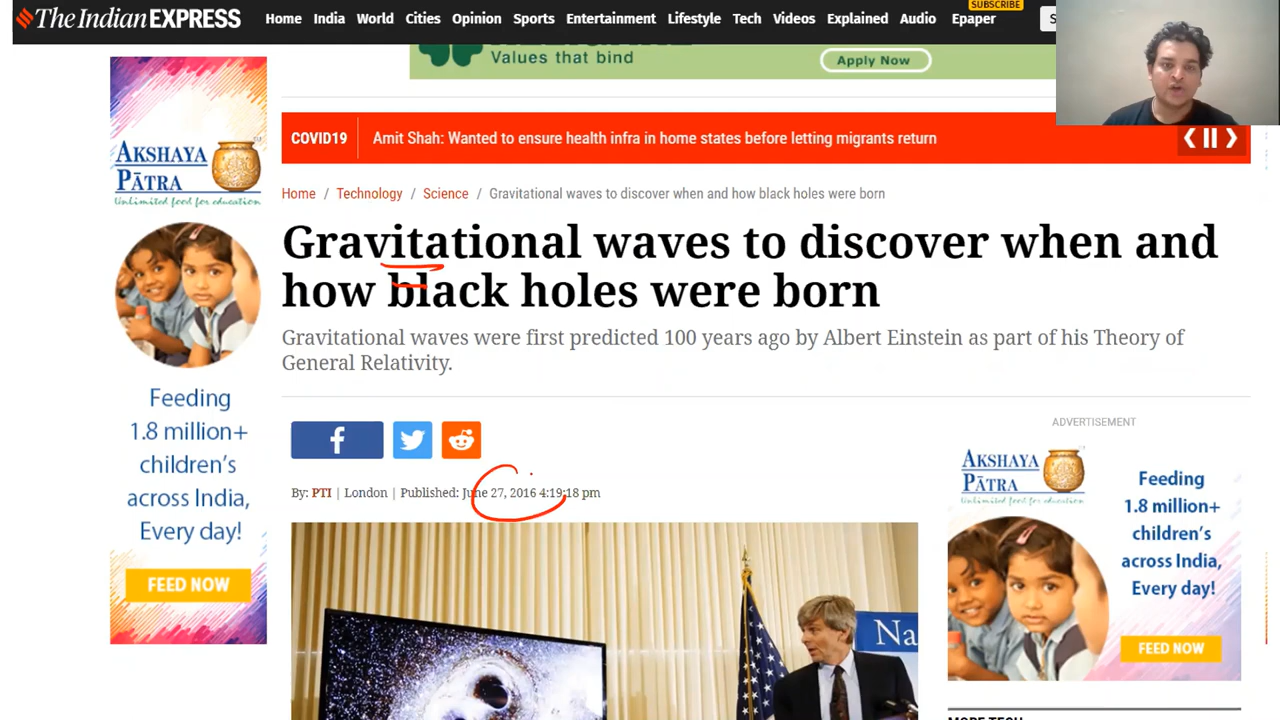 The Indian EXPRESS
Home India World Cities Opinion Sports Entertainment Lifestyle Tech Videos Explained Audio Epaper
SUBSCRIBE
Values that bind
Apply Now
COVID19
Amit Shah: Wanted to ensure health infra in home states before letting migrants return
AKSHAYA
PĀTRA
Unlimited food for education
Feeding
1.8 million+
children's
across India,
Every day!
FEED NOW
Home / Technology / Science / Gravitational waves to discover when and how black holes were born
Gravitational waves to discover when and
how black holes were born
Gravitational waves were first predicted 100 years ago by Albert Einstein as part of his Theory of
General Relativity.
By: PTI | London | Published: June 27, 2016 4:19:18 pm
Na
ADVERTISEMENT
AKSHAYA
PĀTRA
Unlimited food for education
Feeding
1.8 million+
children's
across India,
Every day!
FEED NOW
MORE TECH